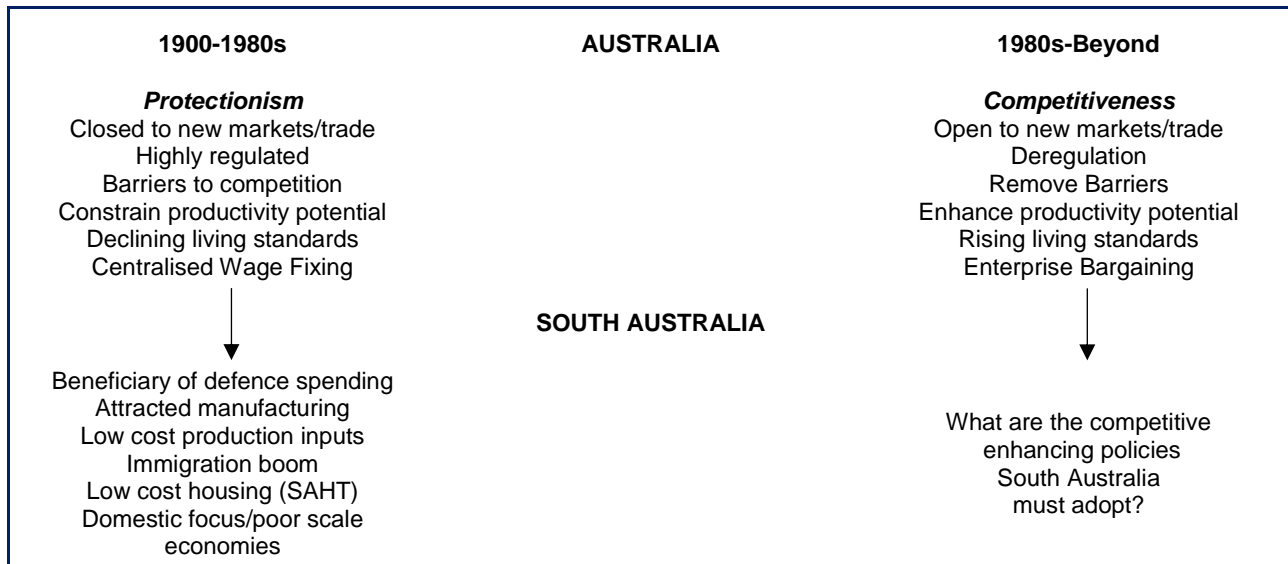 1900-1980s
AUSTRALIA
1980s-Beyond
Protectionism
Closed to new markets/trade
Highly regulated
Barriers to competition
Constrain productivity potential
Declining living standards
Centralised Wage Fixing
Competitiveness
Open to new markets/trade
Deregulation
Remove Barriers
Enhance productivity potential
Rising living standards
Enterprise Bargaining
SOUTH AUSTRALIA
Beneficiary of defence spending
Attracted manufacturing
Low cost production inputs
Immigration boom
Low cost housing (SAHT)
Domestic focus/poor scale
economies
What are the competitive
enhancing policies
South Australia
must adopt?